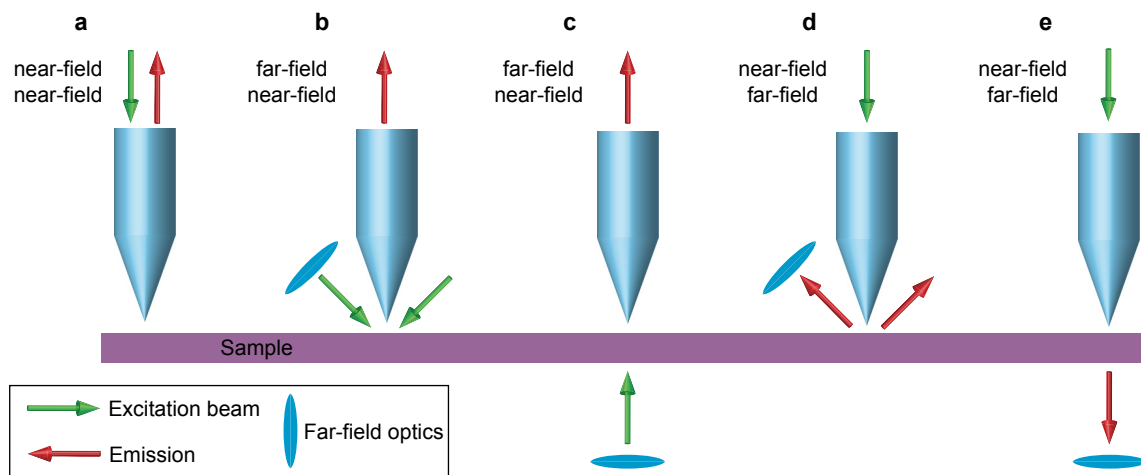 a
near-field
near-field
b
far-field
near-field
c
far-field
near-field
d
near-field
far-field
e
near-field
far-field
Sample
Excitation beam
Emission
Far-field optics